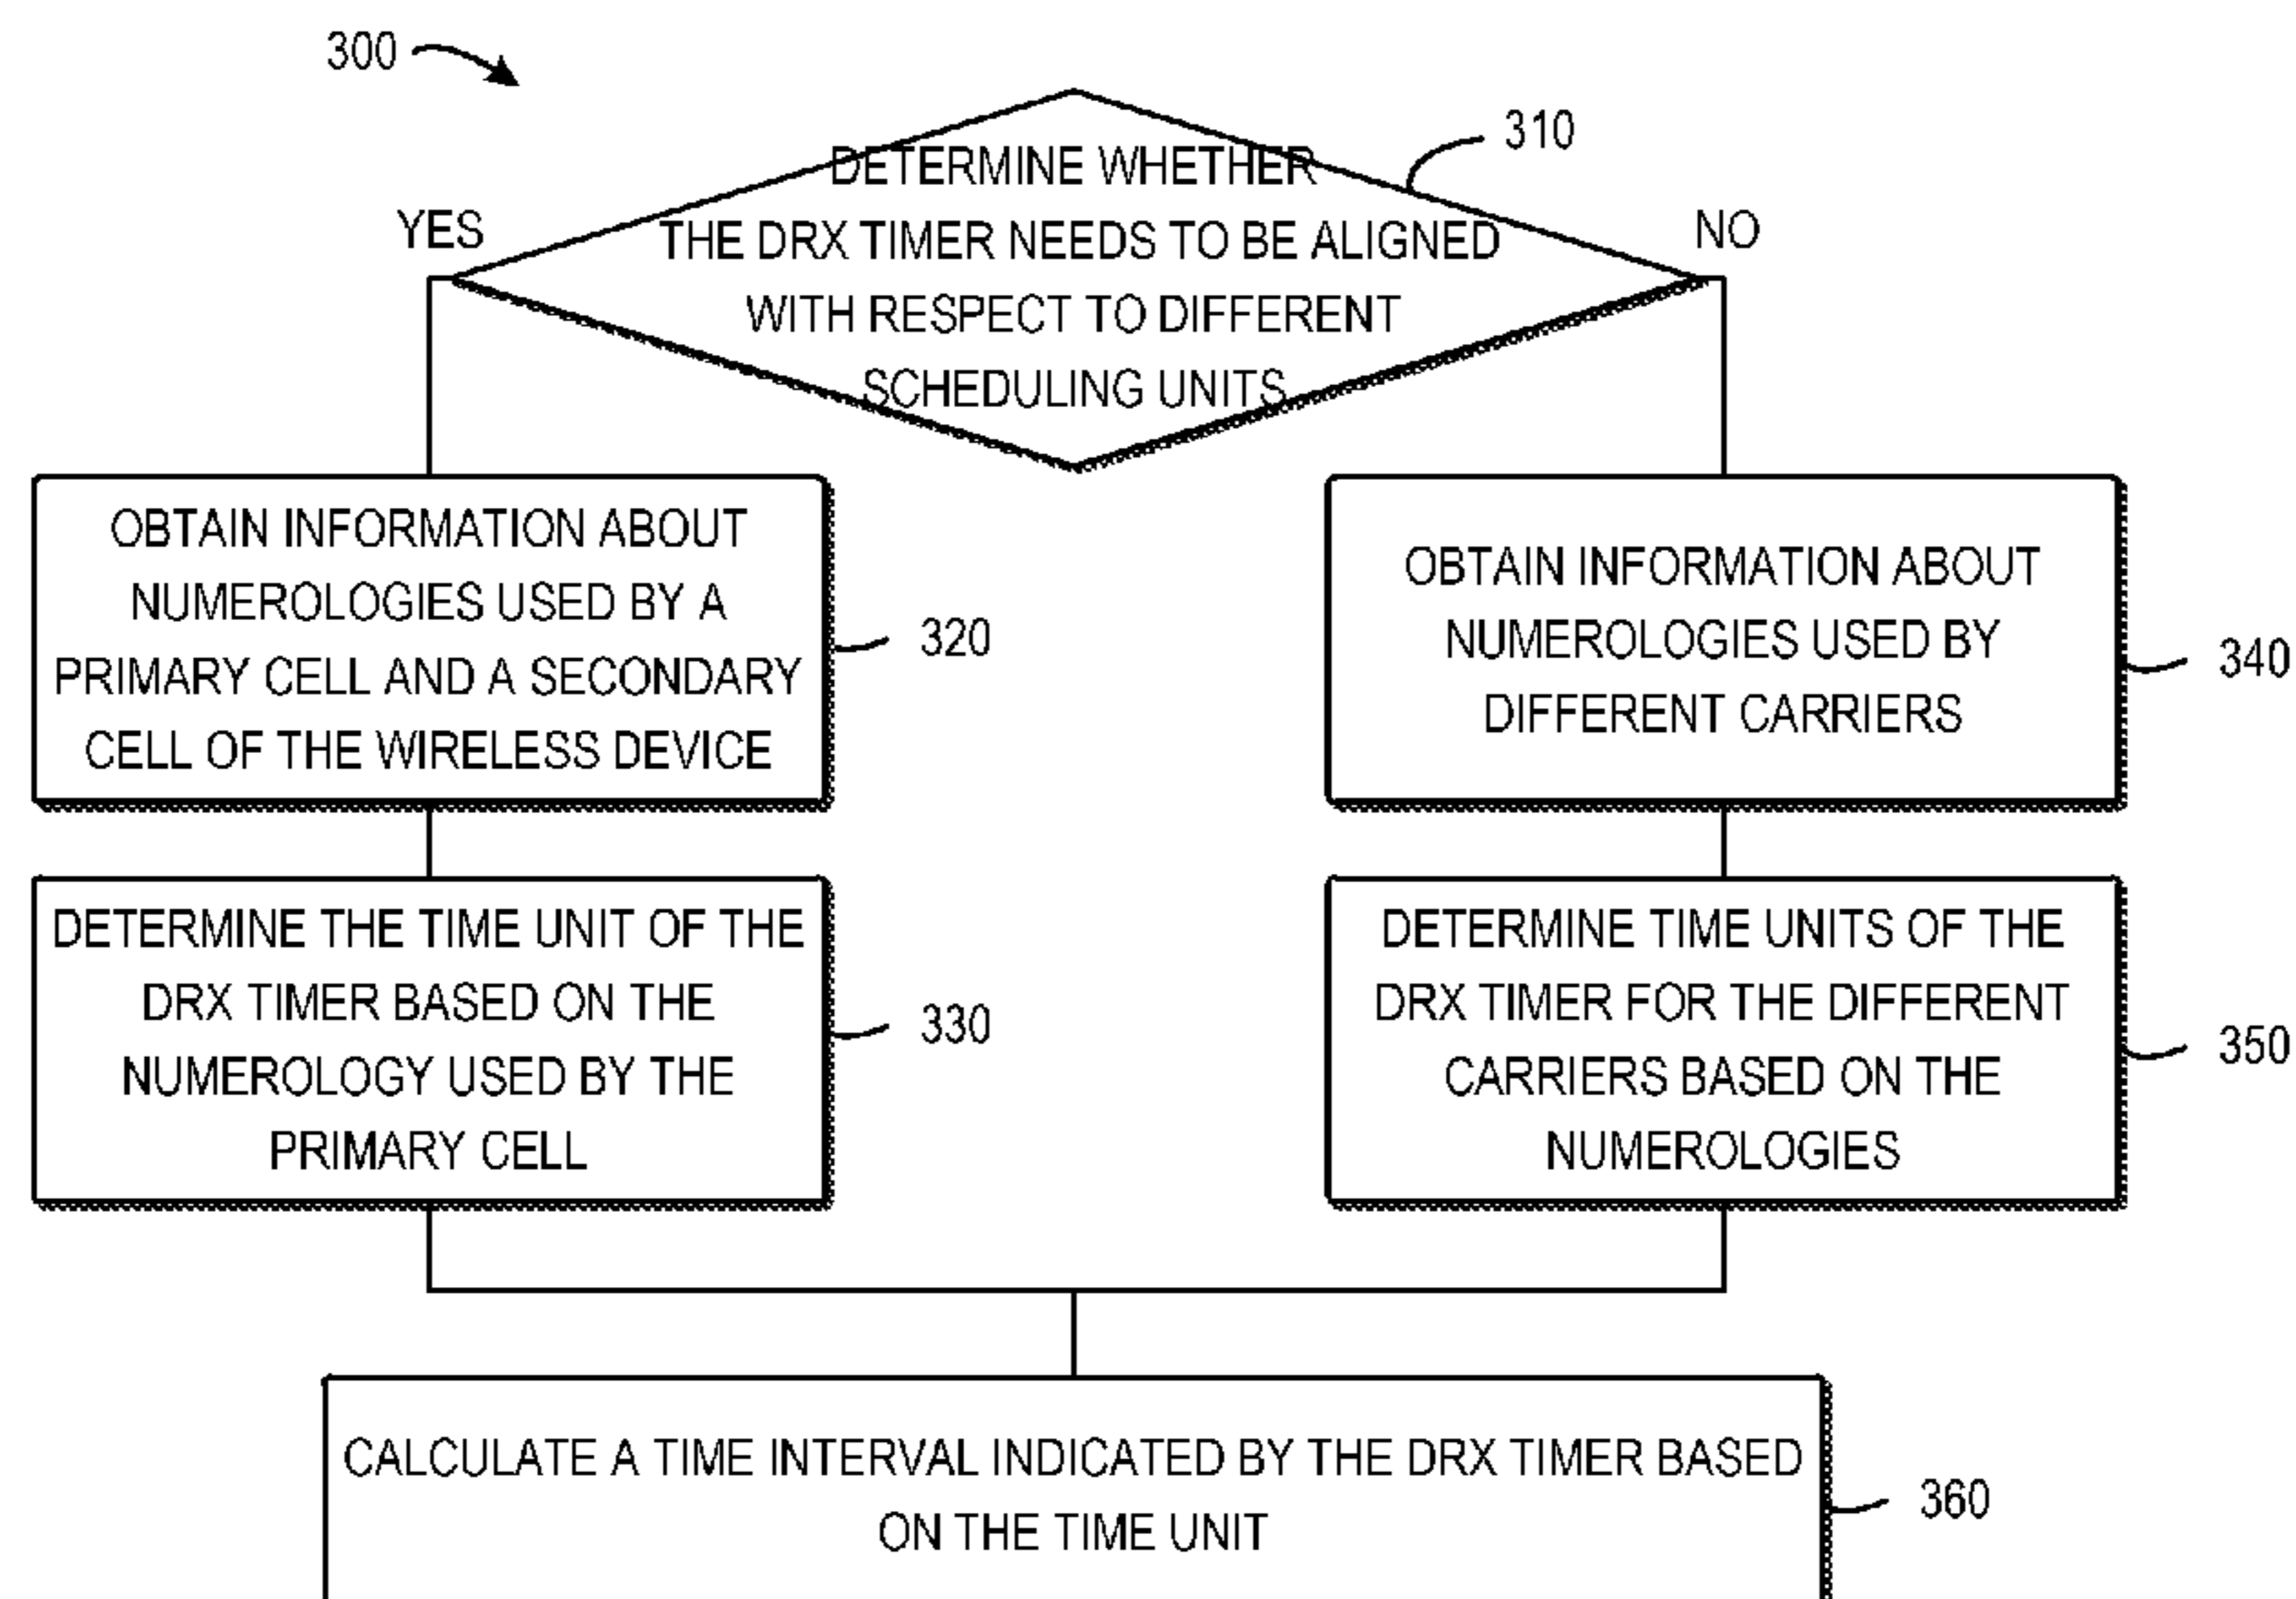 300
310
DETERMINE WHETHER
THE DRX TIMER NEEDS TO BE ALIGNED
WITH RESPECT TO DIFFERENT
SCHEDULING UNITS
YES
NO
OBTAIN INFORMATION ABOUT
NUMEROLOGIES USED BY A
PRIMARY CELL AND A SECONDARY
CELL OF THE WIRELESS DEVICE
320
OBTAIN INFORMATION ABOUT
NUMEROLOGIES USED BY
DIFFERENT CARRIERS
340
DETERMINE THE TIME UNIT OF THE
DRX TIMER BASED ON THE
NUMEROLOGY USED BY THE
PRIMARY CELL
330
DETERMINE TIME UNITS OF THE
DRX TIMER FOR THE DIFFERENT
CARRIERS BASED ON THE
NUMEROLOGIES
350
CALCULATE A TIME INTERVAL INDICATED BY THE DRX TIMER BASED
ON THE TIME UNIT
360